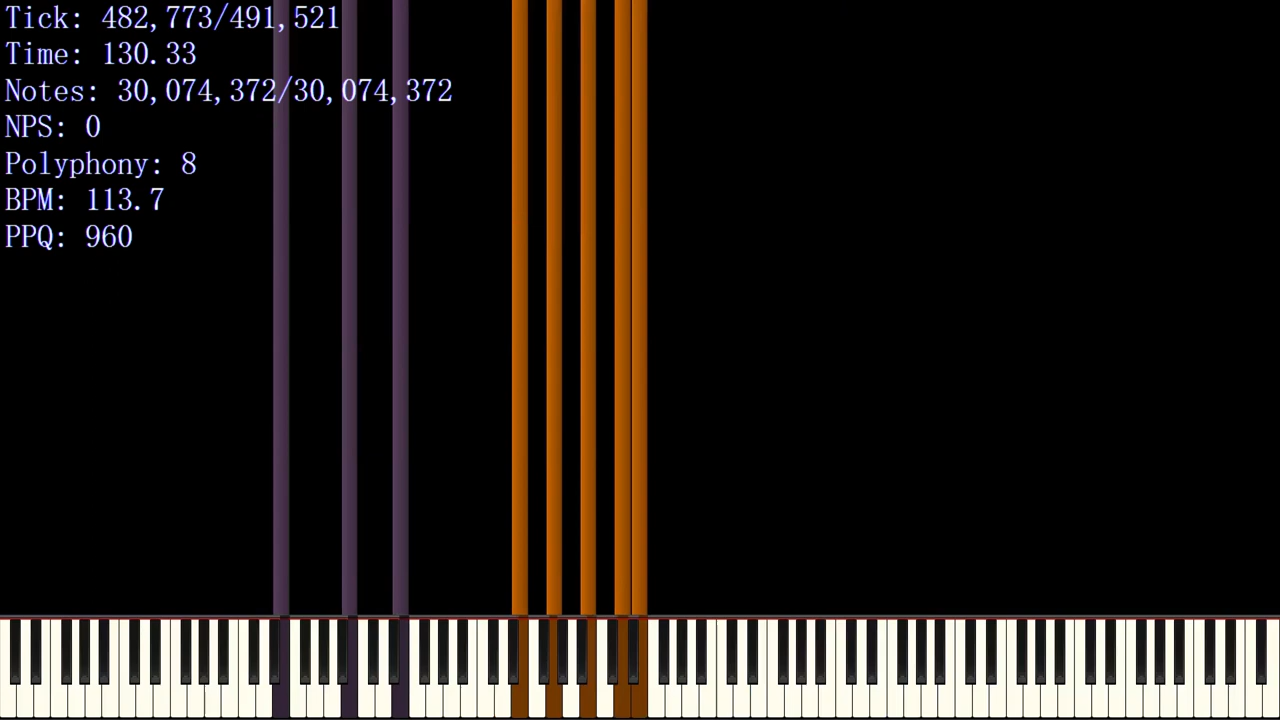 Tick: 482,773/491,521
Time: 130.33
Notes: 30,074,372/30,074,372
NPS: 0
Polyphony: 8
BPM: 113.7
PPQ: 960